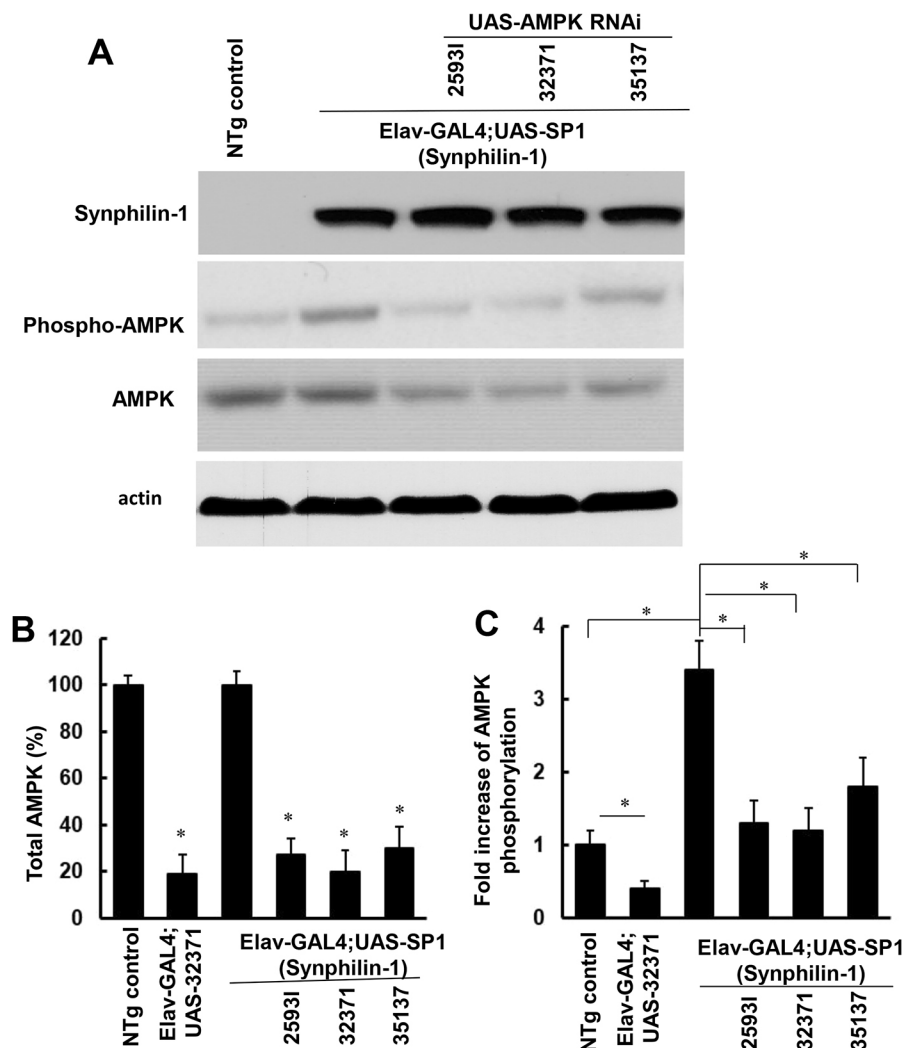 A
UAS-AMPK RNAi
NTg control
2593I
32371
35137
Elav-GAL4;UAS-SP1
(Synphilin-1)
Synphilin-1
Phospho-AMPK
AMPK
actin
B
Total AMPK (%)
120
100
80
60
40
20
0
*
*
*
*
NTg control
Elav-GAL4;
UAS-32371
Elav-GAL4;UAS-SP1
(Synphilin-1)
2593I
32371
35137
C
Fold increase of AMPK
phosphorylation
4
3
2
1
0
*
*
*
*
*
NTg control
Elav-GAL4;
UAS-32371
Elav-GAL4;UAS-SP1
(Synphilin-1)
2593I
32371
35137